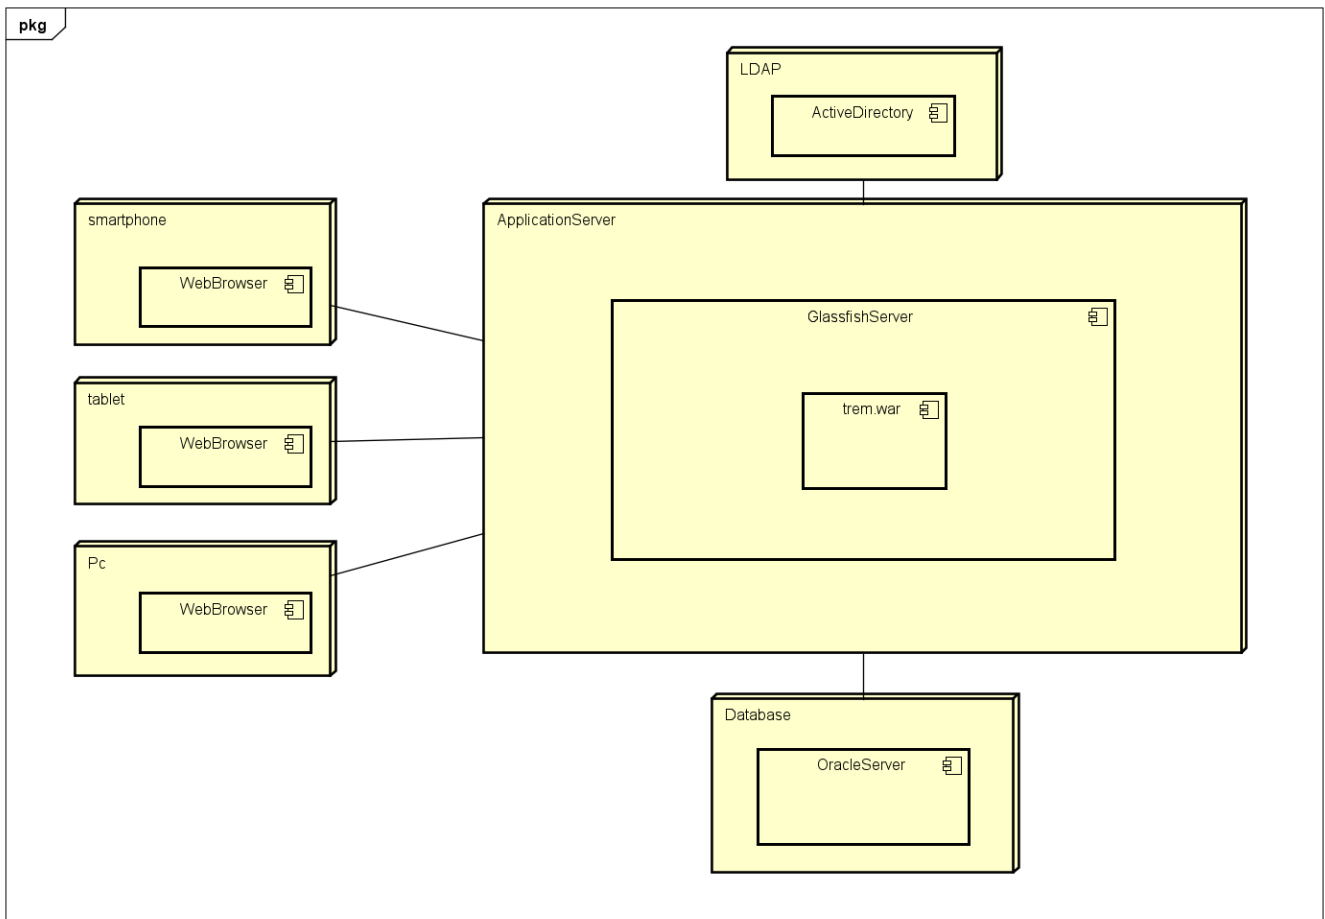 pkg
LDAP
ActiveDirectory
smartphone
WebBrowser
ApplicationServer
GlassfishServer
trem.war
tablet
WebBrowser
Pc
WebBrowser
Database
OracleServer